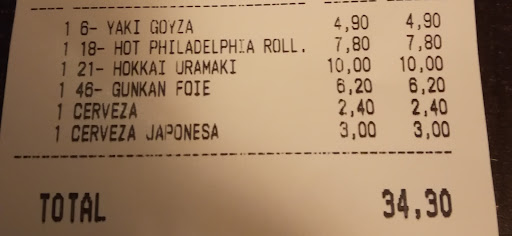 1 6- YAKI GOYZA 4,90 4,90
1 18- HOT PHILADELPHIA ROLL. 7,80 7,80
1 21- HOKKAI URAMAKI 10,00 10,00
1 46- GUNKAN FOIE 6,20 6,20
1 CERVEZA 2,40 2,40
1 CERVEZA JAPONESA 3,00 3,00
TOTAL 34,30